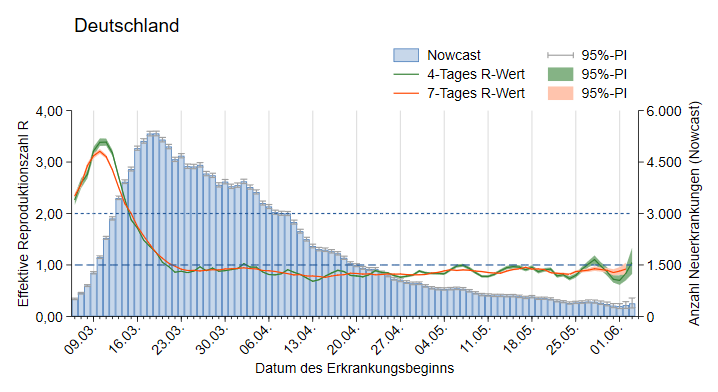 Deutschland
Nowcast 95%-PI
4-Tages R-Wert 95%-PI
7-Tages R-Wert 95%-PI
Effektive Reproduktionszahl R
4,00
3,00
2,00
1,00
0,00
6.000
4.500
3.000
1.500
0
Anzahl Neuerkrankungen (Nowcast)
09.03. 16.03. 23.03. 30.03. 06.04. 13.04. 20.04. 27.04. 04.05. 11.05. 18.05. 25.05. 01.06.
Datum des Erkrankungsbeginns